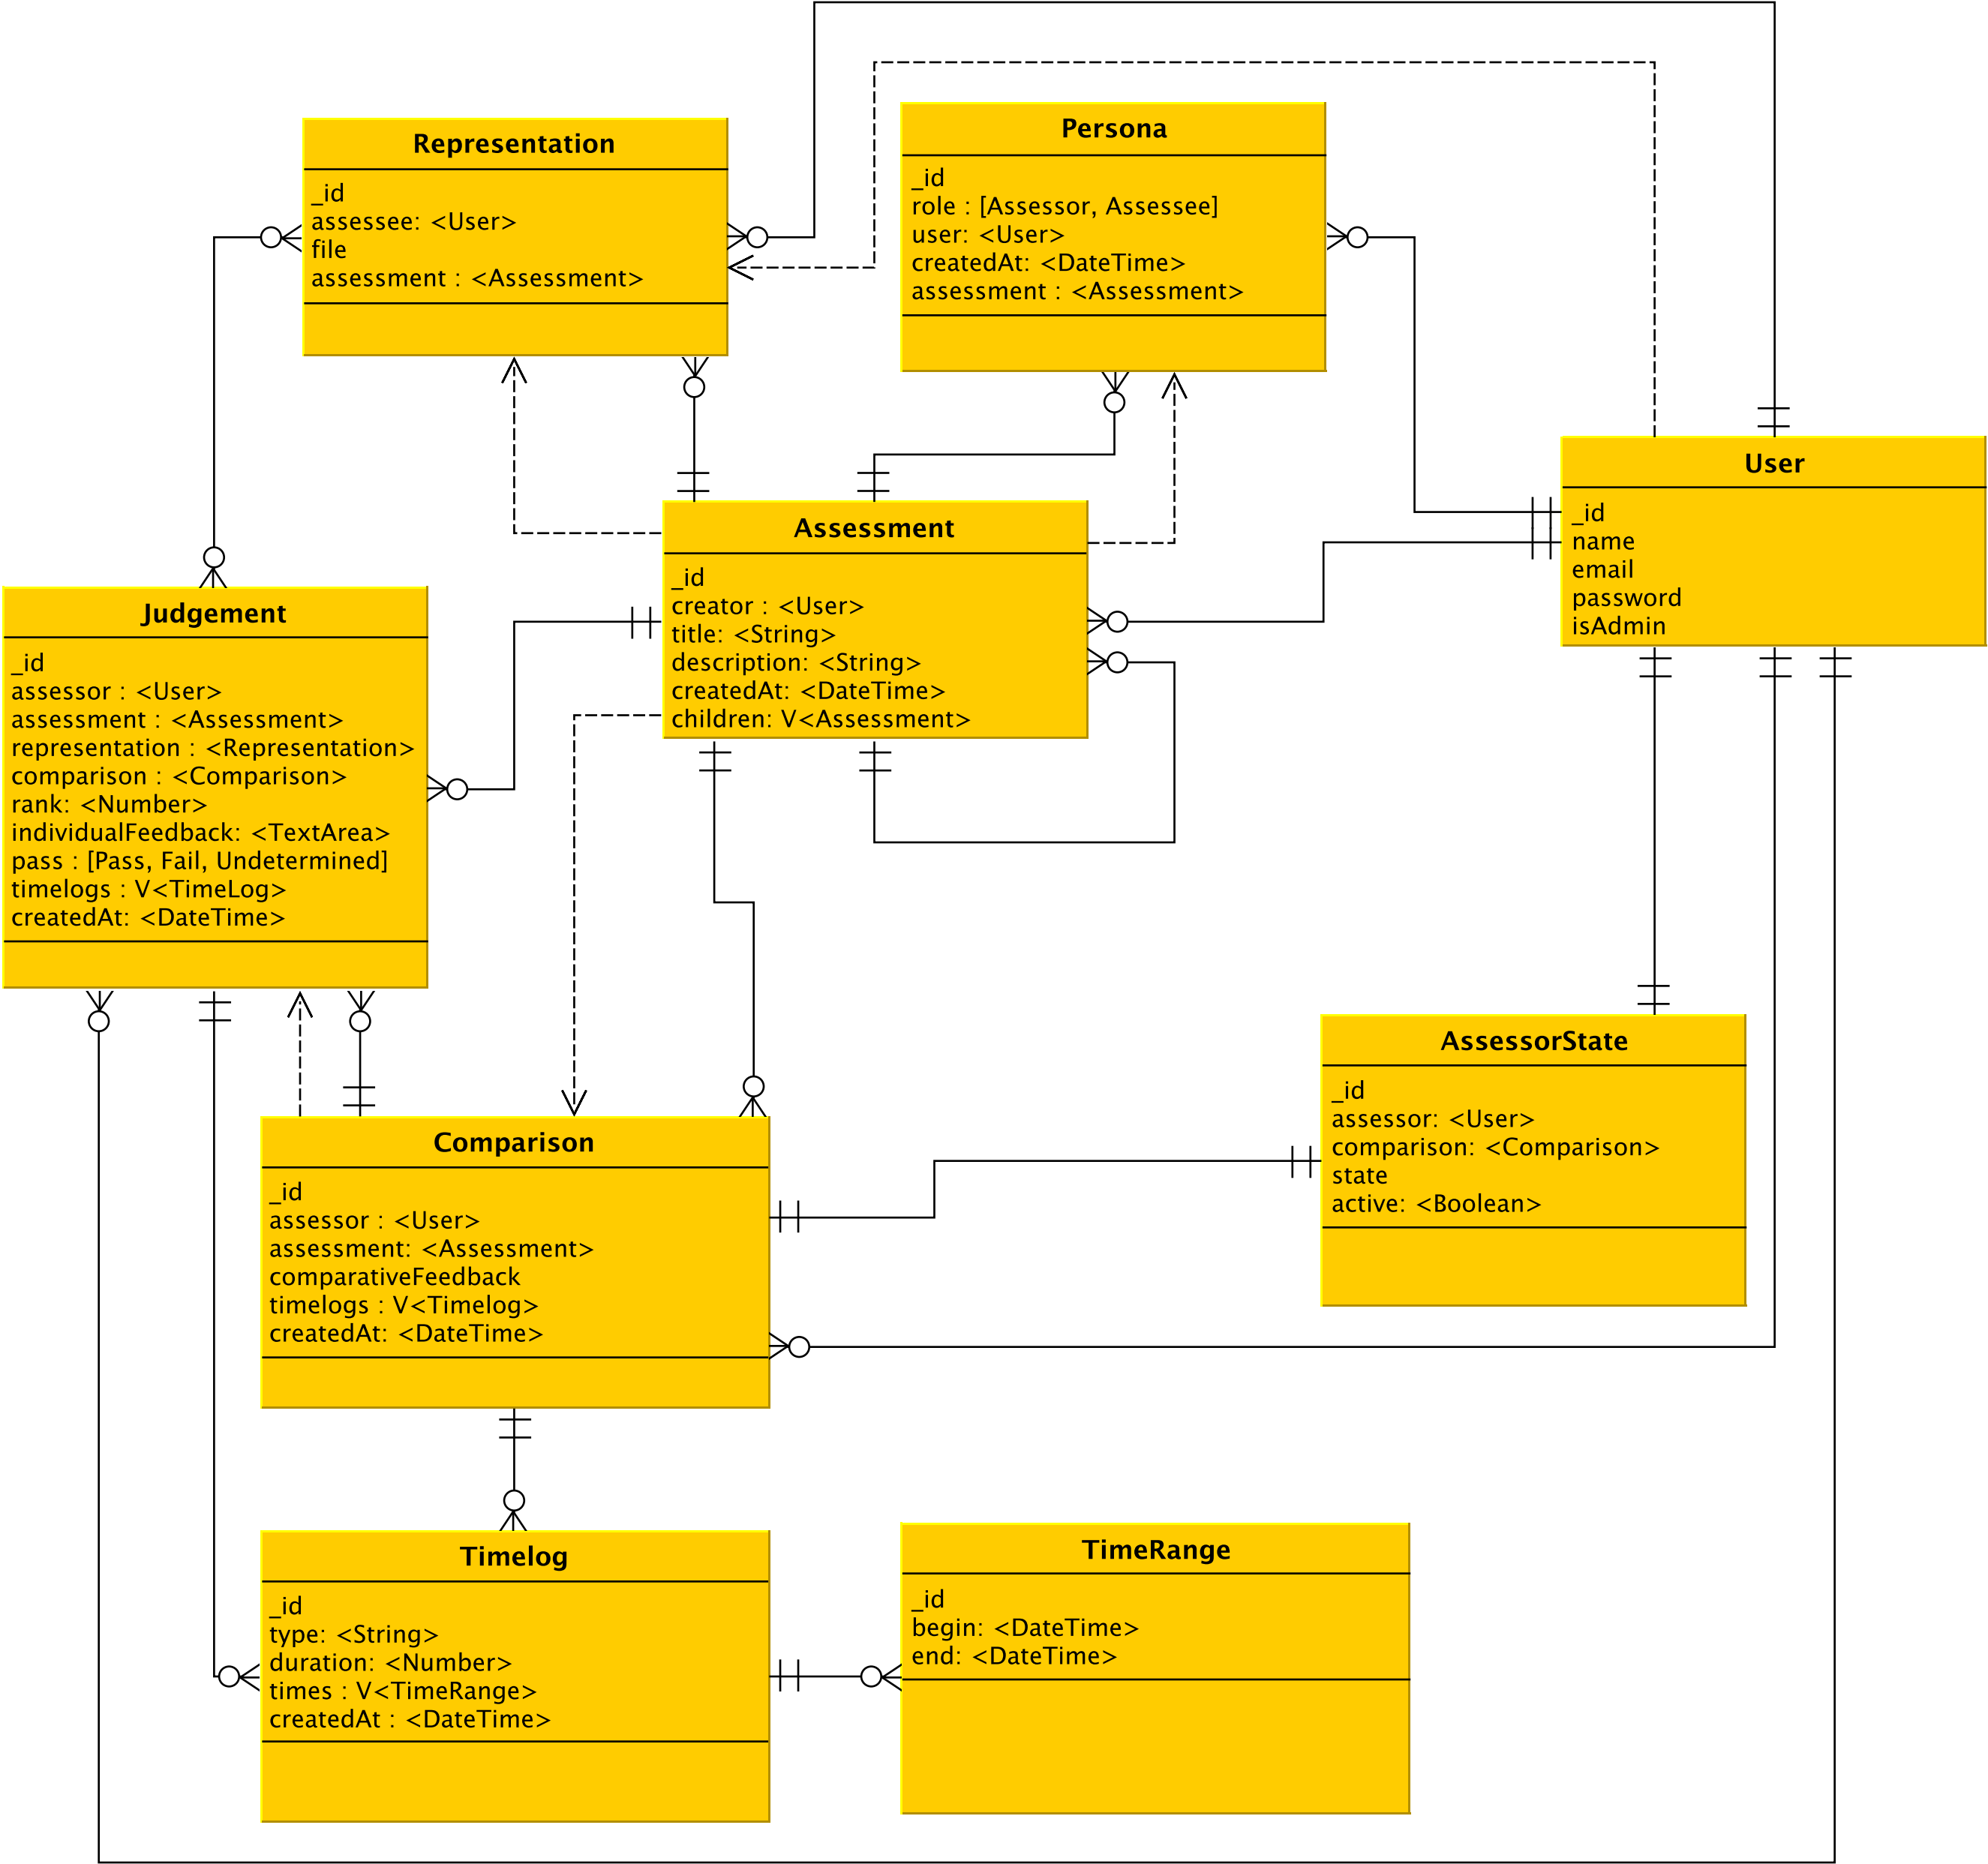 Representation
_id
assessee: <User>
file
assessment : <Assessment>
Persona
_id
role : [Assessor, Assessee]
user: <User>
createdAt: <DateTime>
assessment : <Assessment>
User
_id
name
email
password
isAdmin
Assessment
_id
creator : <User>
title: <String>
description: <String>
createdAt: <DateTime>
children: V<Assessment>
Judgement
_id
assessor : <User>
assessment : <Assessment>
representation : <Representation>
comparison : <Comparison>
rank: <Number>
individualFeedback: <TextArea>
pass : [Pass, Fail, Undetermined]
timelogs : V<TimeLog>
createdAt: <DateTime>
AssessorState
_id
assessor: <User>
comparison: <Comparison>
state
active: <Boolean>
Comparison
_id
assessor : <User>
assessment: <Assessment>
comparativeFeedback
timelogs : V<Timelog>
createdAt: <DateTime>
Timelog
_id
type: <String>
duration: <Number>
times : V<TimeRange>
createdAt : <DateTime>
TimeRange
_id
begin: <DateTime>
end: <DateTime>